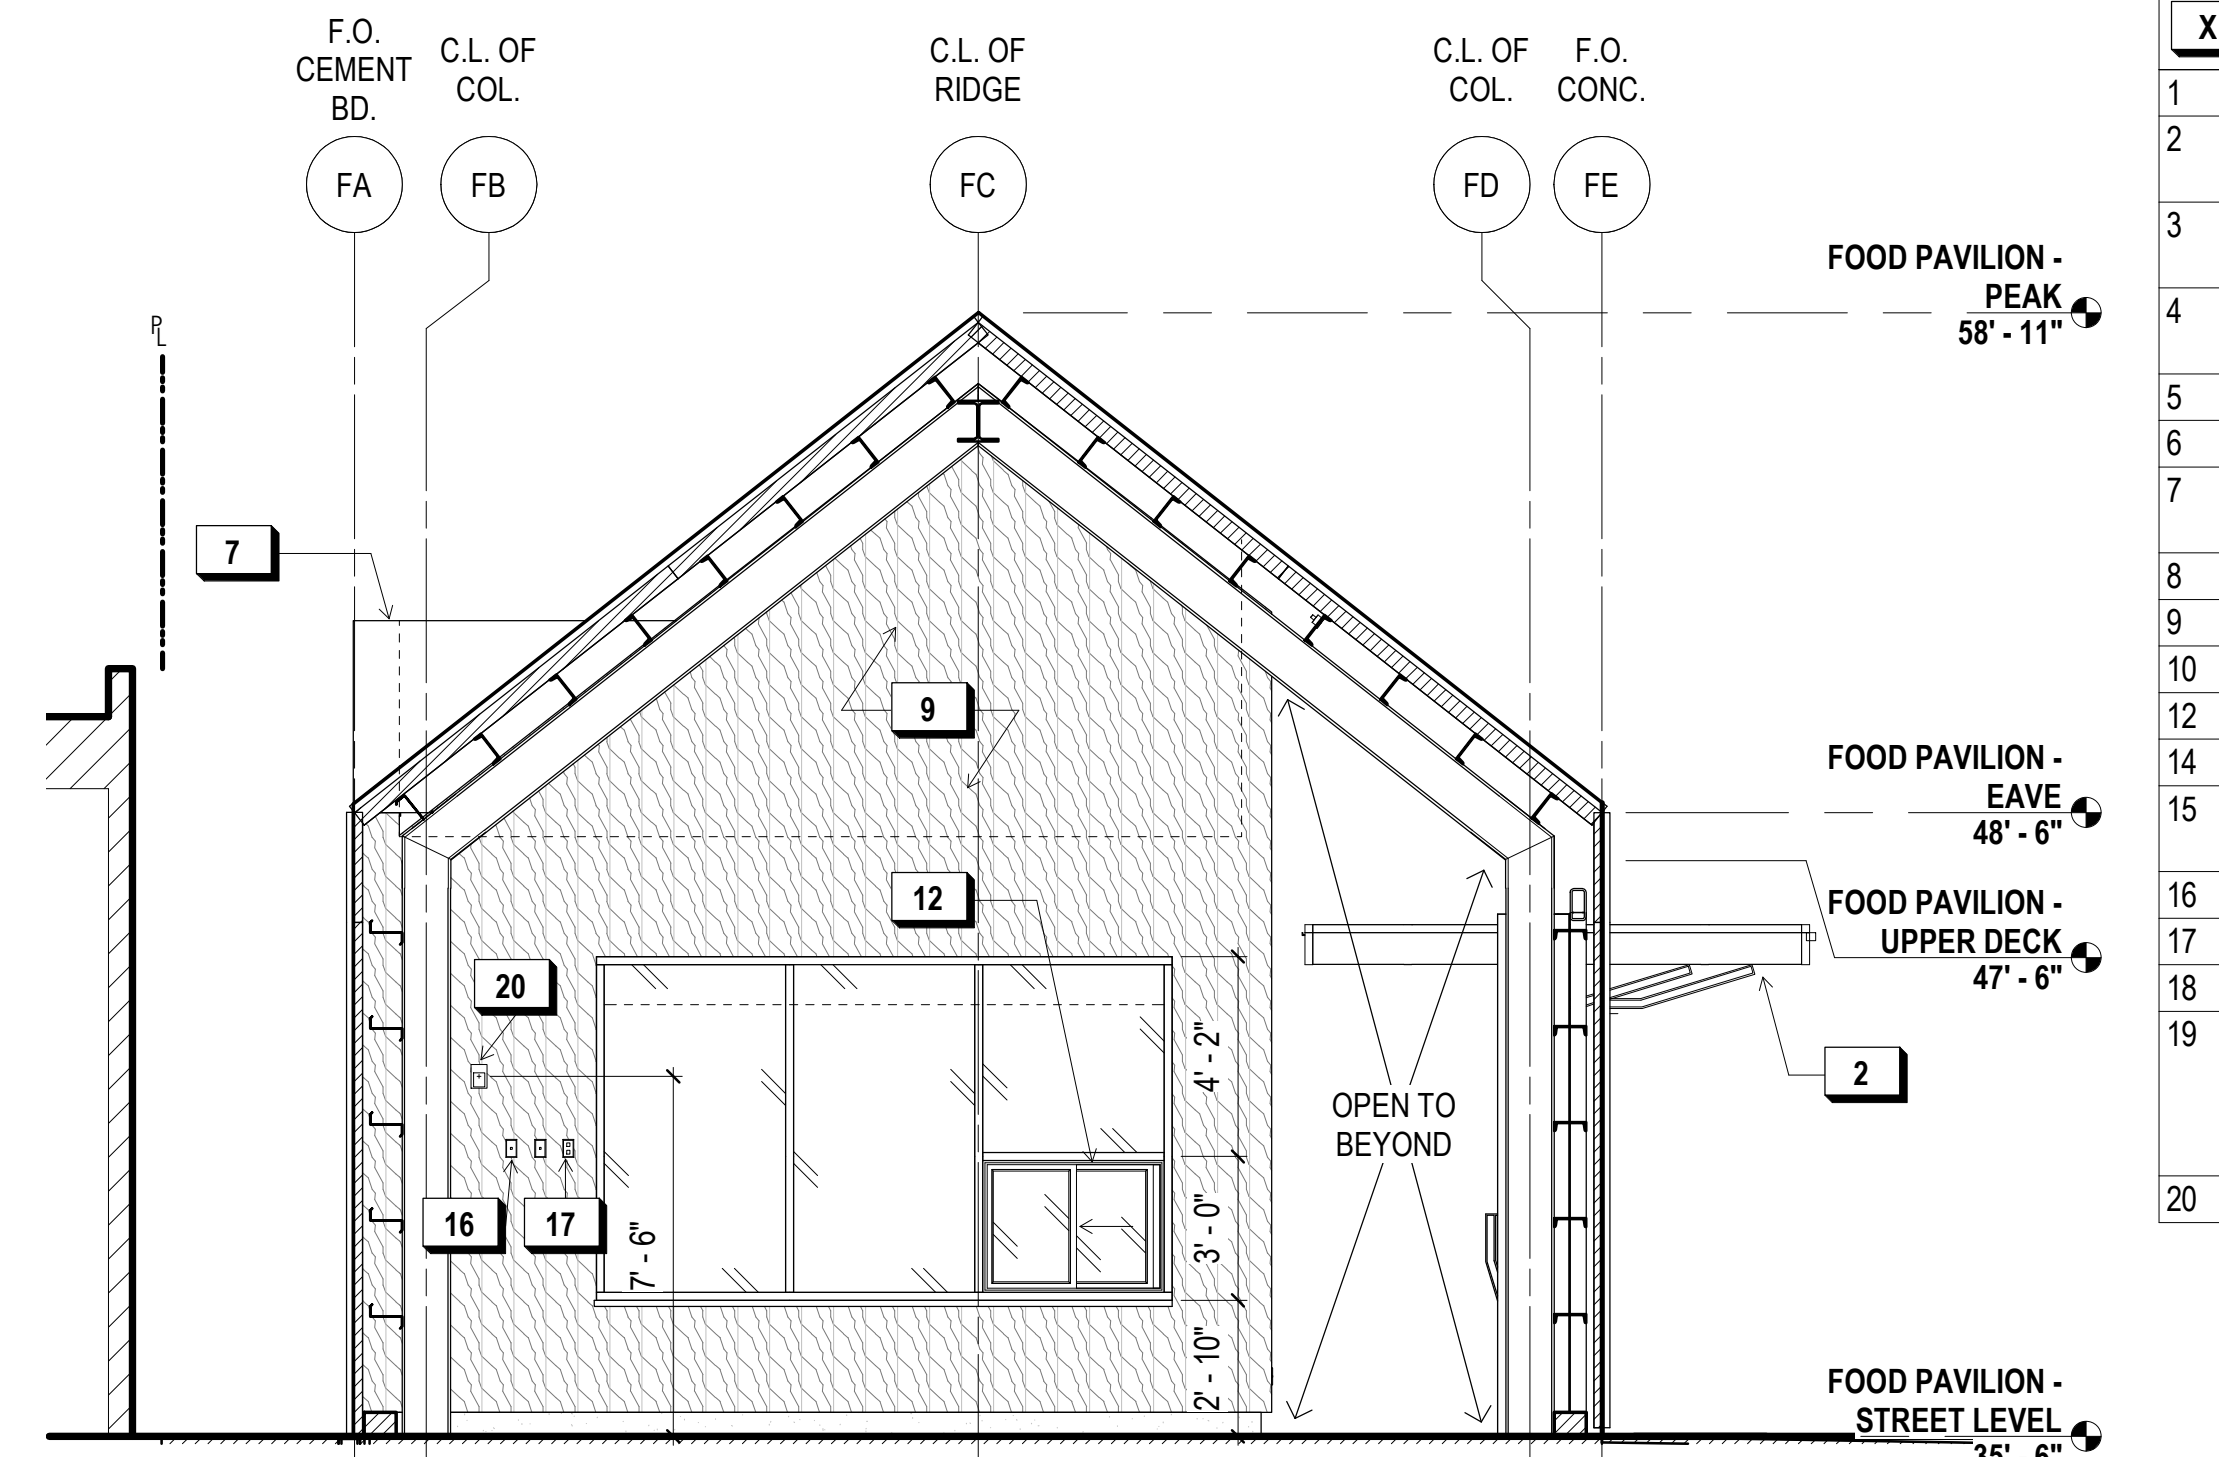 F.O.
CEMENT
BD.
C.L. OF
COL.
C.L. OF
RIDGE
C.L. OF
COL.
F.O.
CONC.
FA
FB
FC
FD
FE
X
1
2
3
4
5
6
7
8
9
10
12
14
15
16
17
18
19
20
PL
FOOD PAVILION -
PEAK
58' - 11"
7
9
FOOD PAVILION -
EAVE
48' - 6"
12
FOOD PAVILION -
UPPER DECK
47' - 6"
20
2
4' - 2"
OPEN TO
BEYOND
16
17
7' - 6"
3' - 0"
2' - 10"
FOOD PAVILION -
STREET LEVEL
35' - 6"